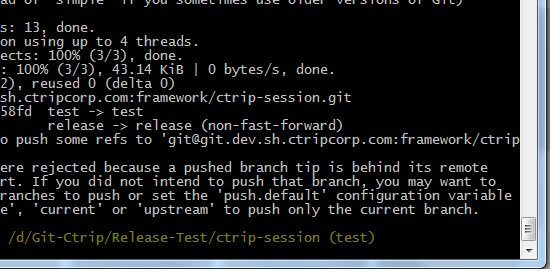 ad of 'simple' if you sometimes use older versions of Git)
s: 13, done.
on using up to 4 threads.
ects: 100% (3/3), done.
: 100% (3/3), 43.14 KiB | 0 bytes/s, done.
2), reused 0 (delta 0)
sh.ctripcorp.com:framework/ctrip-session.git
58fd  test -> test
release -> release (non-fast-forward)
o push some refs to 'git@git.dev.sh.ctripcorp.com:framework/ctrip
ere rejected because a pushed branch tip is behind its remote
rt. If you did not intend to push that branch, you may want to
ranches to push or set the 'push.default' configuration variable
e', 'current' or 'upstream' to push only the current branch.
/d/Git-Ctrip/Release-Test/ctrip-session (test)